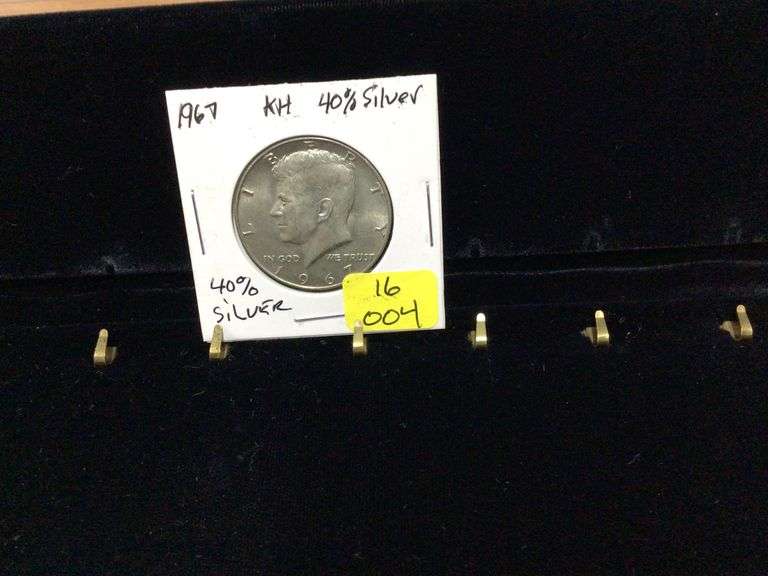 1967 KH 40% Silver
LIBERTY
IN GOD WE TRUST
1967
40%
SILVER
16
004